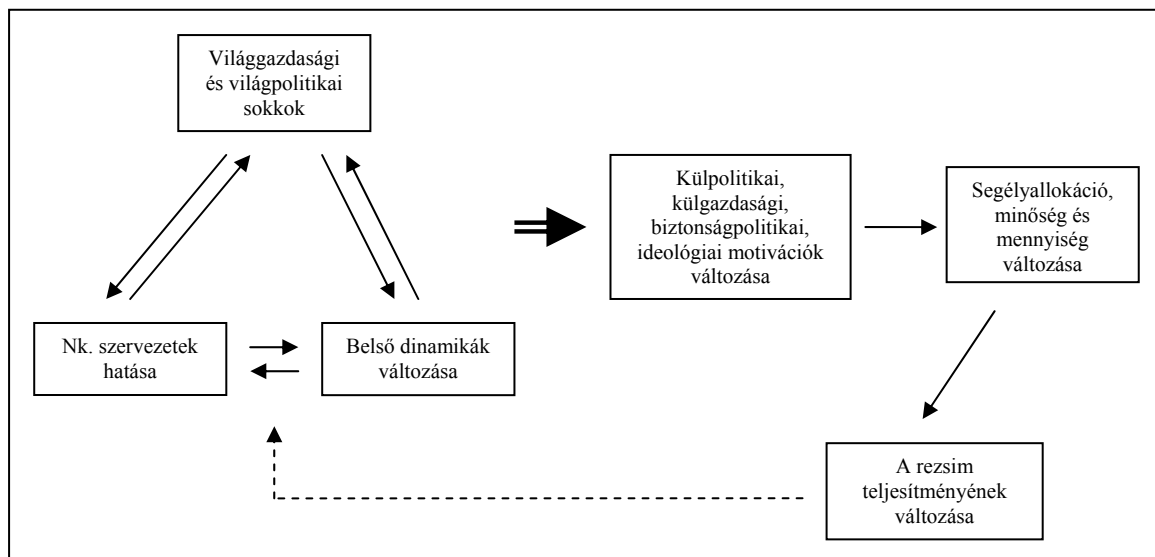 Világgazdasági
és világpolitikai
sokkok
Külpolitikai,
külgazdasági,
biztonságpolitikai,
ideológiai motivációk
változása
Segélyallokáció,
minőség és
mennyiség
változása
Nk. szervezetek
hatása
Belső dinamikák
változása
A rezsim
teljesítményének
változása